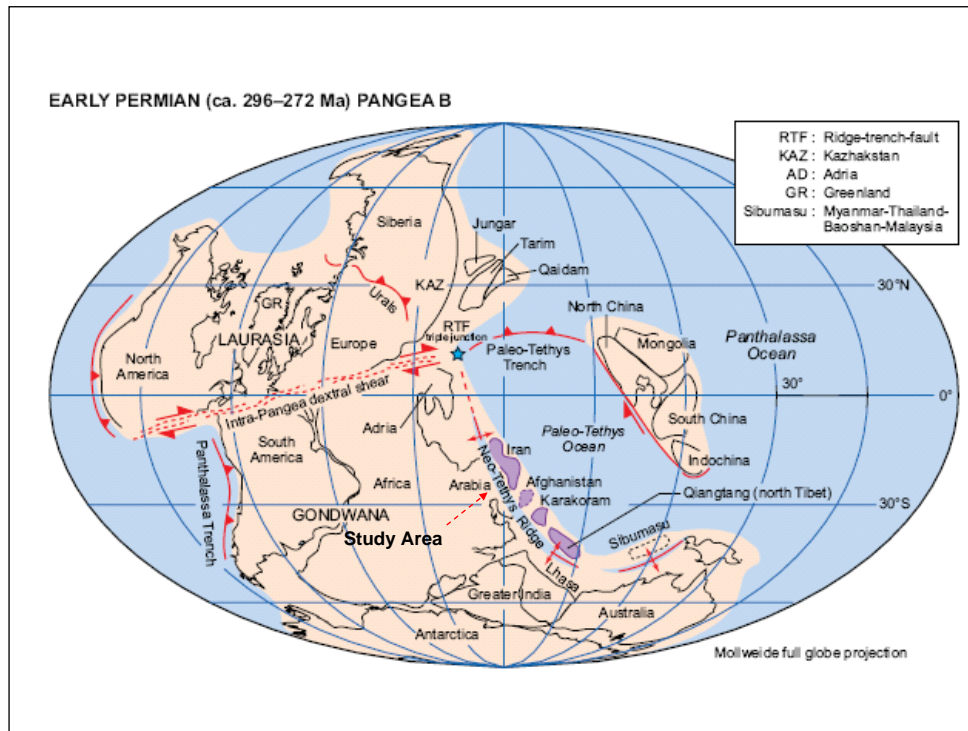 EARLY PERMIAN (ca. 296–272 Ma) PANGEA B
RTF : Ridge-trench-fault
KAZ : Kazhakstan
AD : Adria
GR : Greenland
Sibumasu : Myanmar-Thailand-
Baoshan-Malaysia
Siberia
Jungar
Tarim
Qaidam
KAZ
Urals
GR
North China
30°N
RTF
triple junction
LAURASIA
Europe
Paleo-Tethys
Trench
Mongolia
Panthalassa
Ocean
North
America
Intra-Pangea dextral shear
30°
0°
South China
Adria
South
America
Paleo-Tethys
Ocean
Iran
Indochina
Panthalassa Trench
Africa
Arabia
Neo-Tethys Ridge
Afghanistan
Karakoram
Qiangtang (north Tibet)
30°S
GONDWANA
Study Area
Sibumasu
Lhasa
Greater India
Australia
Antarctica
Mollweide full globe projection